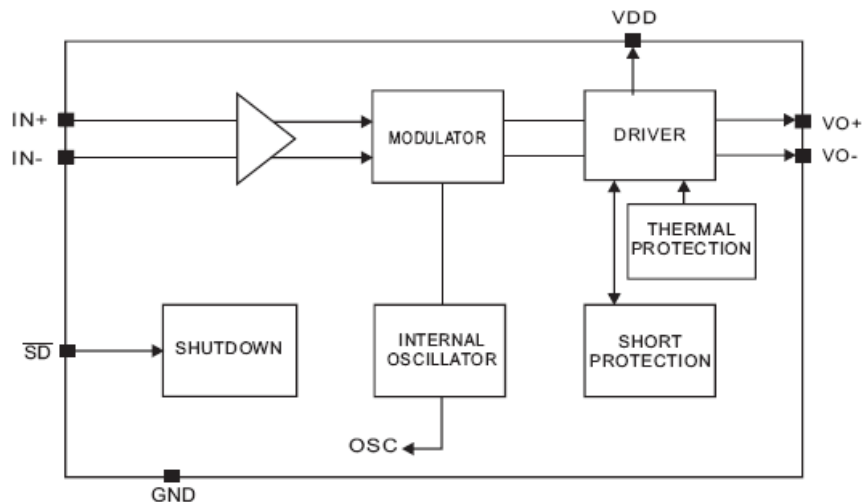 VDD
IN+
IN-
MODULATOR
DRIVER
VO+
VO-
THERMAL
PROTECTION
SD
SHUTDOWN
INTERNAL
OSCILLATOR
SHORT
PROTECTION
OSC
GND